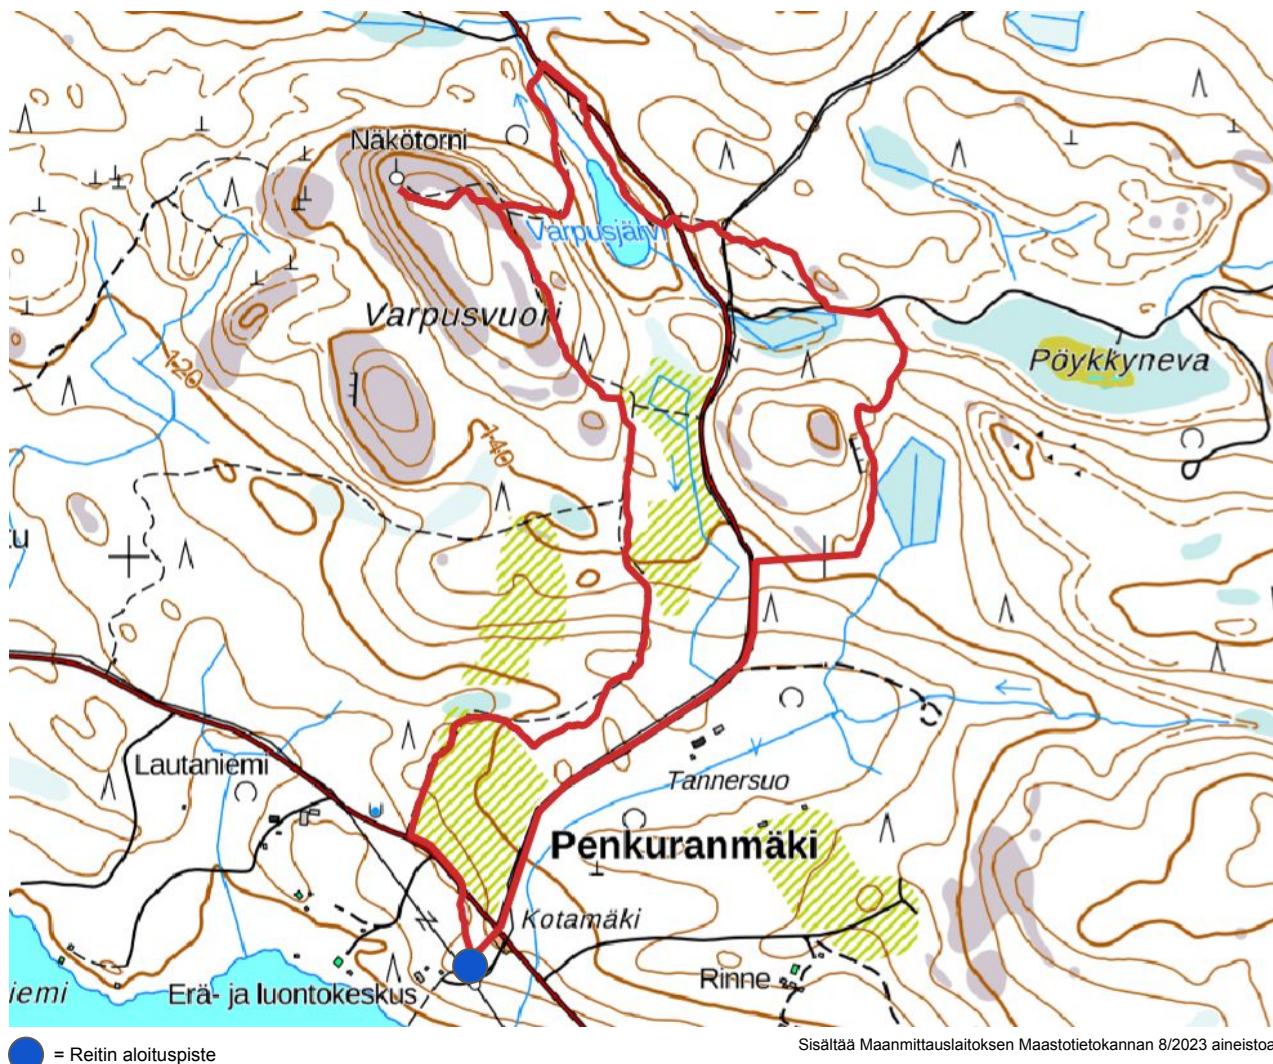 Näkötorni
Varpusjärvi
Varpusvuori
Pöykkyneva
120
140
u
Lautaniemi
Tannersuo
Penkuranmäki
Kotamäki
Rinne
iemi
Erä- ja luontokeskus
= Reitin aloituspiste
Sisältää Maanmittauslaitoksen Maastotietokannan 8/2023 aineistoa